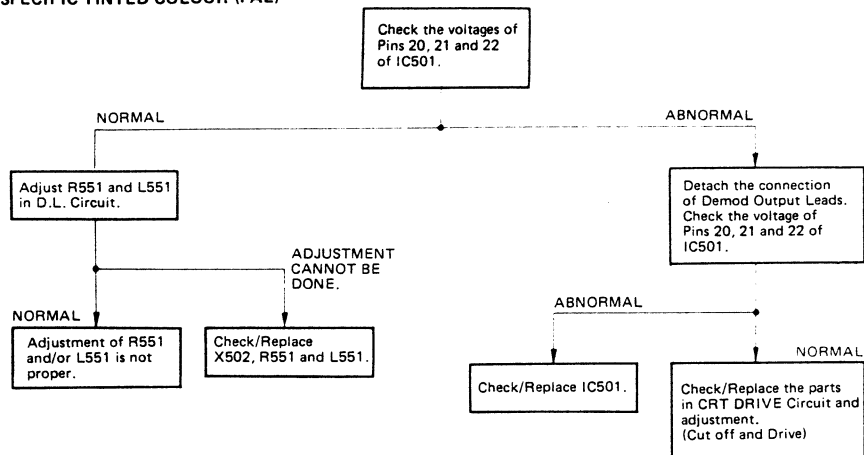 SPECIFIC TINTED COLOUR (PAL)
Check the voltages of
Pins 20, 21 and 22
of IC501.
NORMAL
ABNORMAL
Adjust R551 and L551
in D.L. Circuit.
Detach the connection
of Demod Output Leads.
Check the voltage of
Pins 20, 21 and 22 of
IC501.
ADJUSTMENT
CANNOT BE
DONE.
NORMAL
Adjustment of R551
and/or L551 is not
proper.
Check/Replace
X502, R551 and L551.
ABNORMAL
NORMAL
Check/Replace IC501.
Check/Replace the parts
in CRT DRIVE Circuit and
adjustment.
(Cut off and Drive)